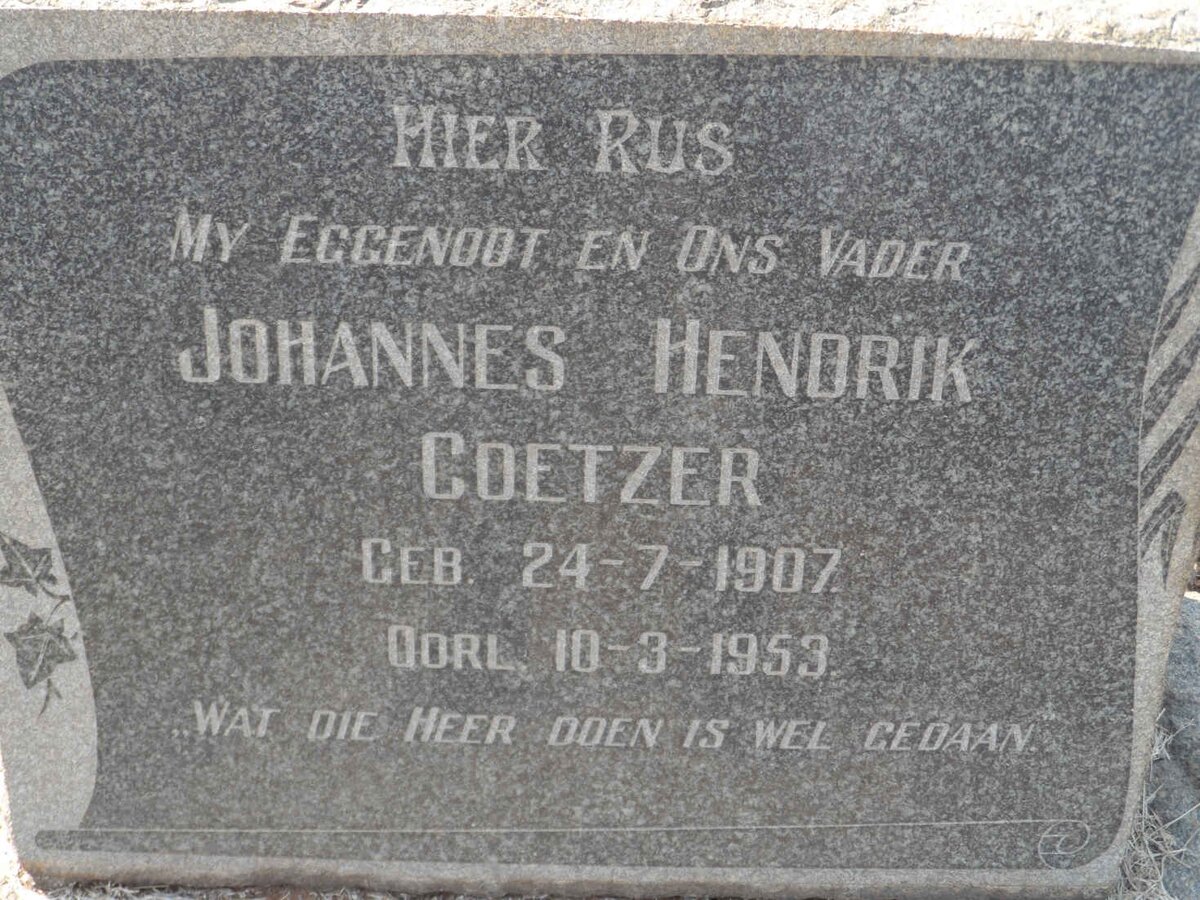 HIER RUS
MY EGGENOOT EN ONS VADER
JOHANNES HENDRIK
COETZER
GEB. 24-7-1907.
OORL. 10-3-1953.
„WAT DIE HEER DOEN IS WEL GEDAAN.